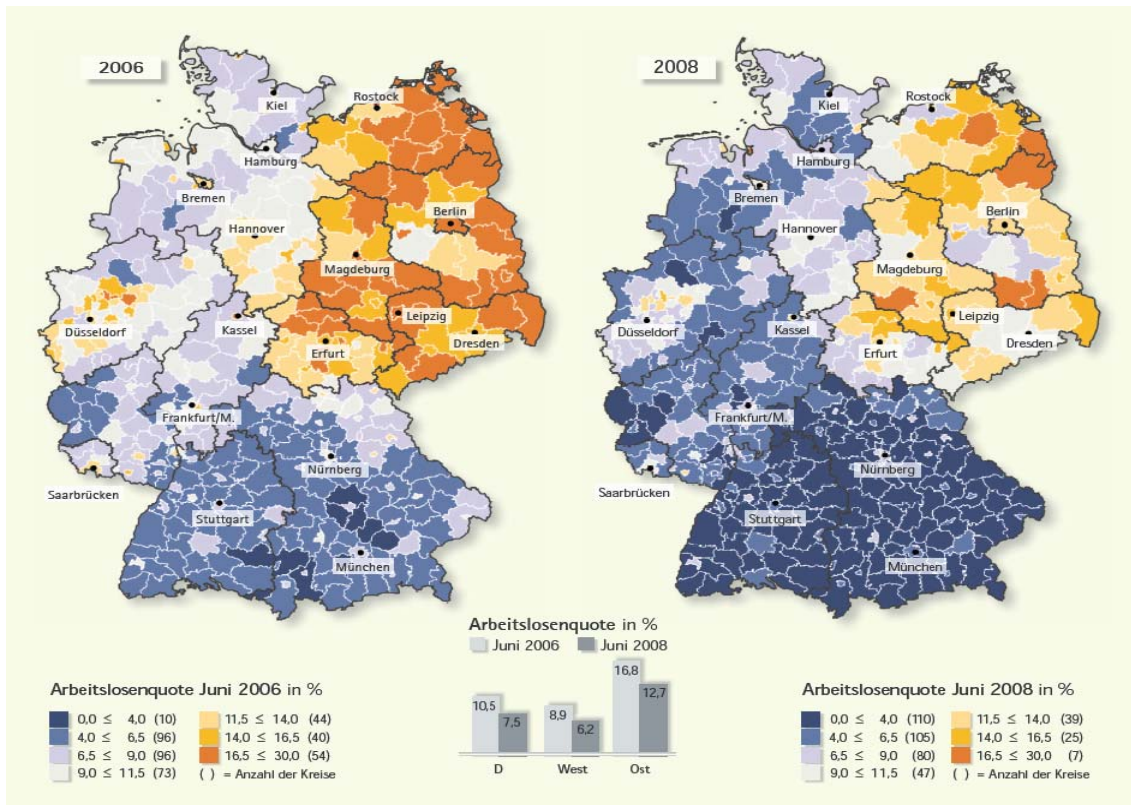 2006
Kiel
Rostock
Hamburg
Bremen
Berlin
Hannover
Magdeburg
Düsseldorf
Kassel
Leipzig
Erfurt
Dresden
Frankfurt/M.
Nürnberg
Saarbrücken
Stuttgart
München
2008
Kiel
Rostock
Hamburg
Bremen
Berlin
Hannover
Magdeburg
Düsseldorf
Kassel
Leipzig
Erfurt
Dresden
Frankfurt/M.
Nürnberg
Saarbrücken
Stuttgart
München
Arbeitslosenquote in %
Juni 2006 Juni 2008
16,8
12,7
10,5
7,5
8,9
6,2
D West Ost
Arbeitslosenquote Juni 2006 in %
0,0 ≤ 4,0 (10) 11,5 ≤ 14,0 (44)
4,0 ≤ 6,5 (96) 14,0 ≤ 16,5 (40)
6,5 ≤ 9,0 (96) 16,5 ≤ 30,0 (54)
9,0 ≤ 11,5 (73) ( ) = Anzahl der Kreise
Arbeitslosenquote Juni 2008 in %
0,0 ≤ 4,0 (110) 11,5 ≤ 14,0 (39)
4,0 ≤ 6,5 (105) 14,0 ≤ 16,5 (25)
6,5 ≤ 9,0 (80) 16,5 ≤ 30,0 (7)
9,0 ≤ 11,5 (47) ( ) = Anzahl der Kreise